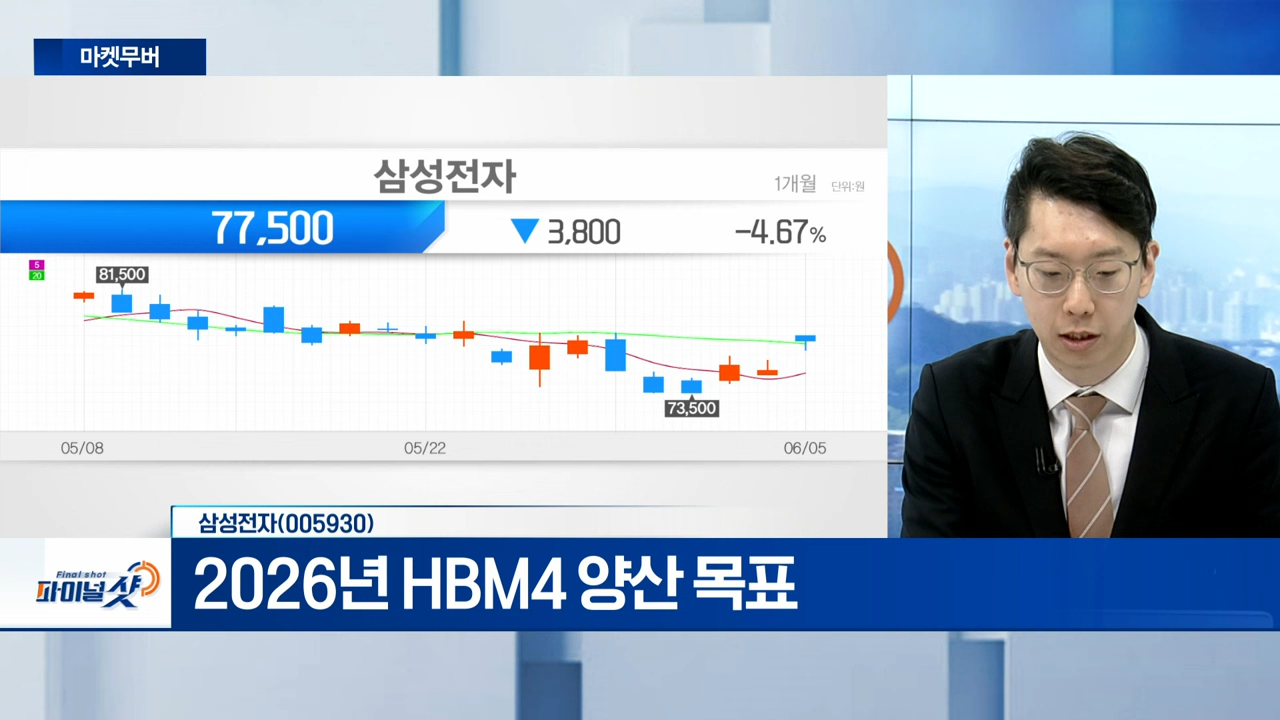 마켓무버
삼성전자
1개월 단위:원
77,500 ▼ 3,800 -4.67%
5
20
81,500
73,500
05/08 05/22 06/05
삼성전자(005930)
Final shot
파이널샷
2026년 HBM4 양산 목표